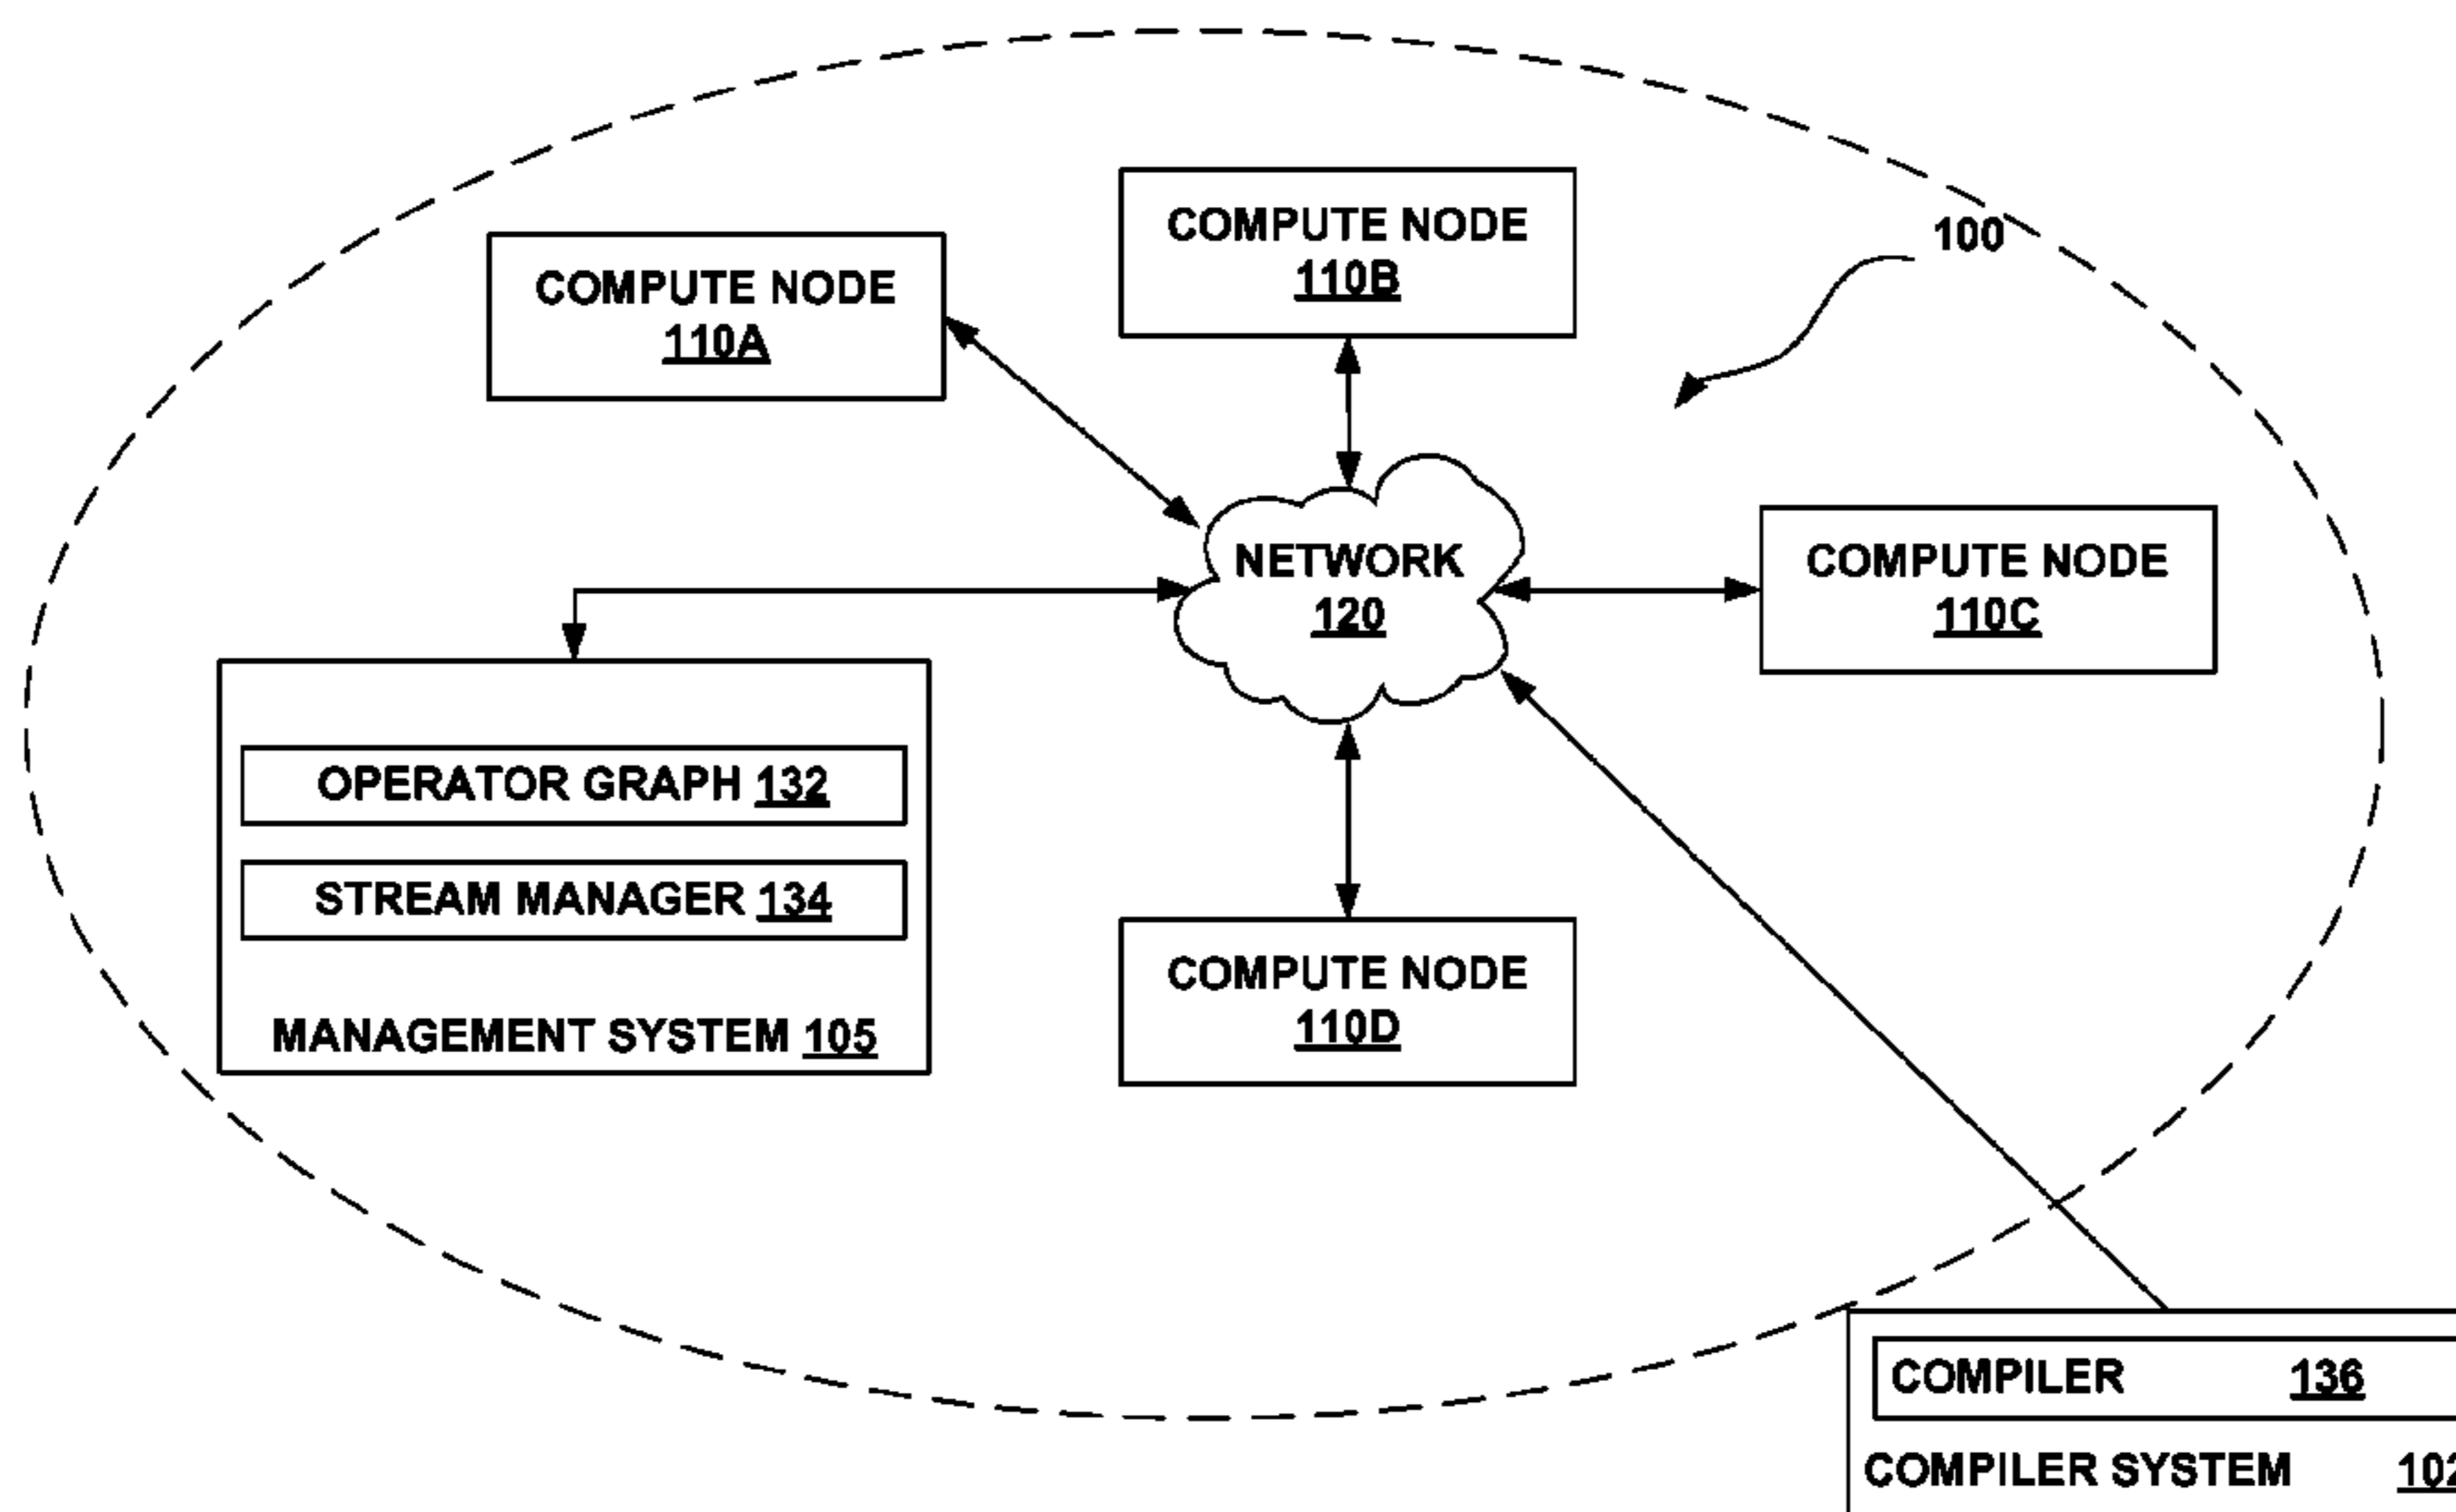 COMPUTE NODE
110B
100
COMPUTE NODE
110A
NETWORK
120
COMPUTE NODE
110C
OPERATOR GRAPH 132
STREAM MANAGER 134
MANAGEMENT SYSTEM 105
COMPUTE NODE
110D
COMPILER 136
COMPILER SYSTEM 102